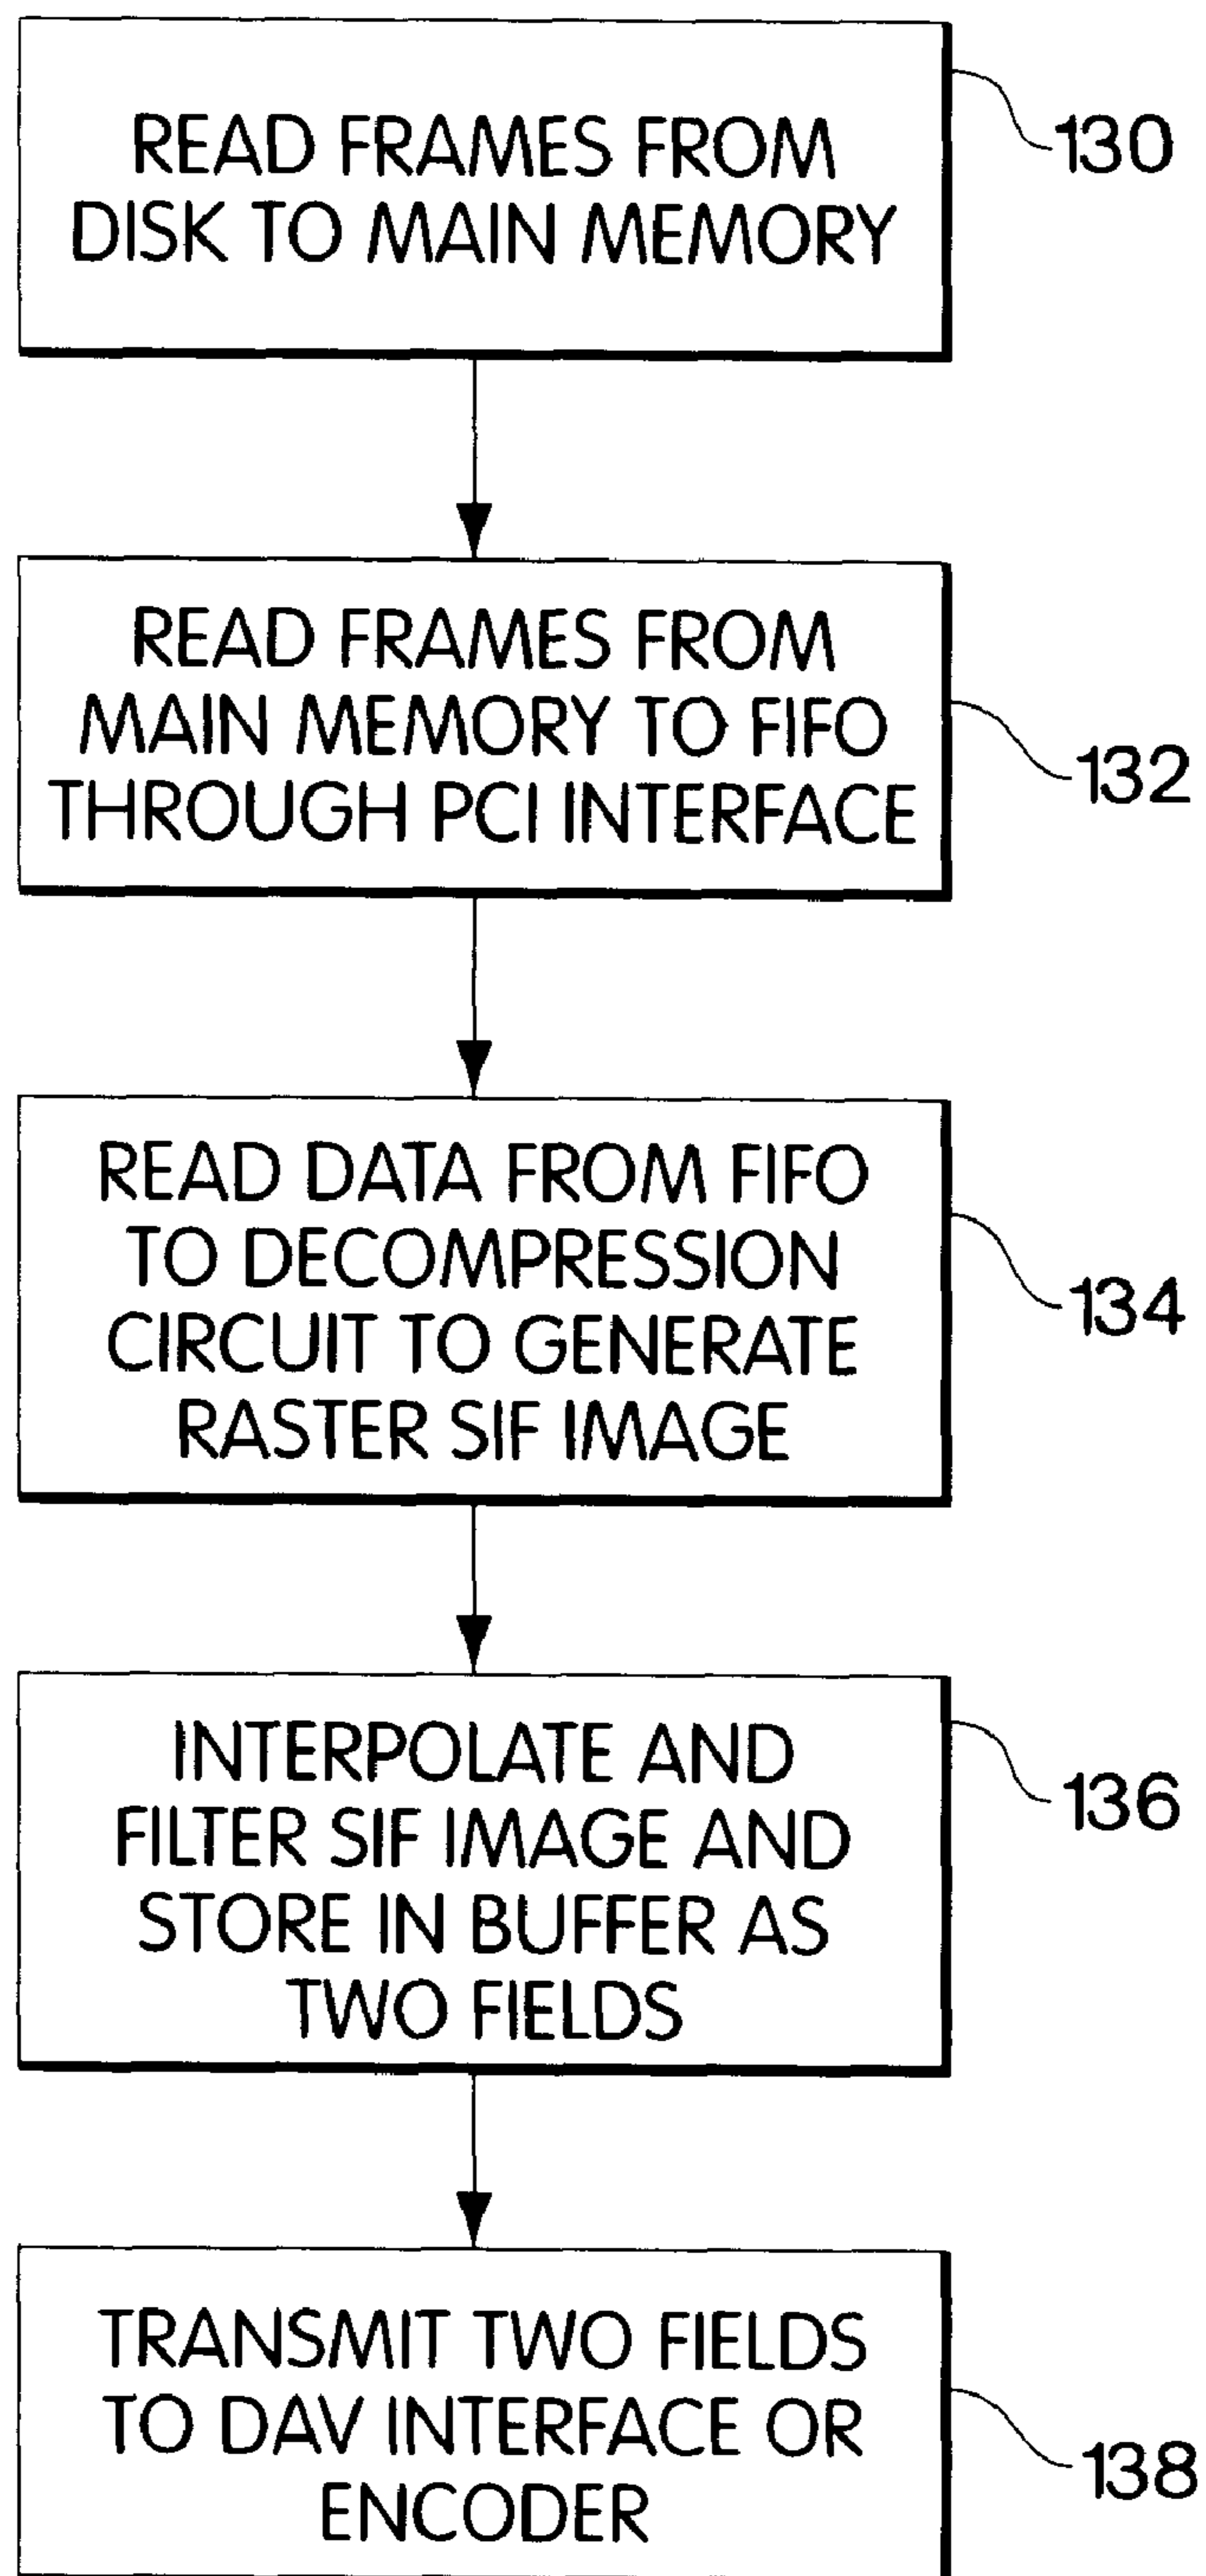 READ FRAMES FROM
DISK TO MAIN MEMORY
130
READ FRAMES FROM
MAIN MEMORY TO FIFO
THROUGH PCI INTERFACE
132
READ DATA FROM FIFO
TO DECOMPRESSION
CIRCUIT TO GENERATE
RASTER SIF IMAGE
134
INTERPOLATE AND
FILTER SIF IMAGE AND
STORE IN BUFFER AS
TWO FIELDS
136
TRANSMIT TWO FIELDS
TO DAV INTERFACE OR
ENCODER
138